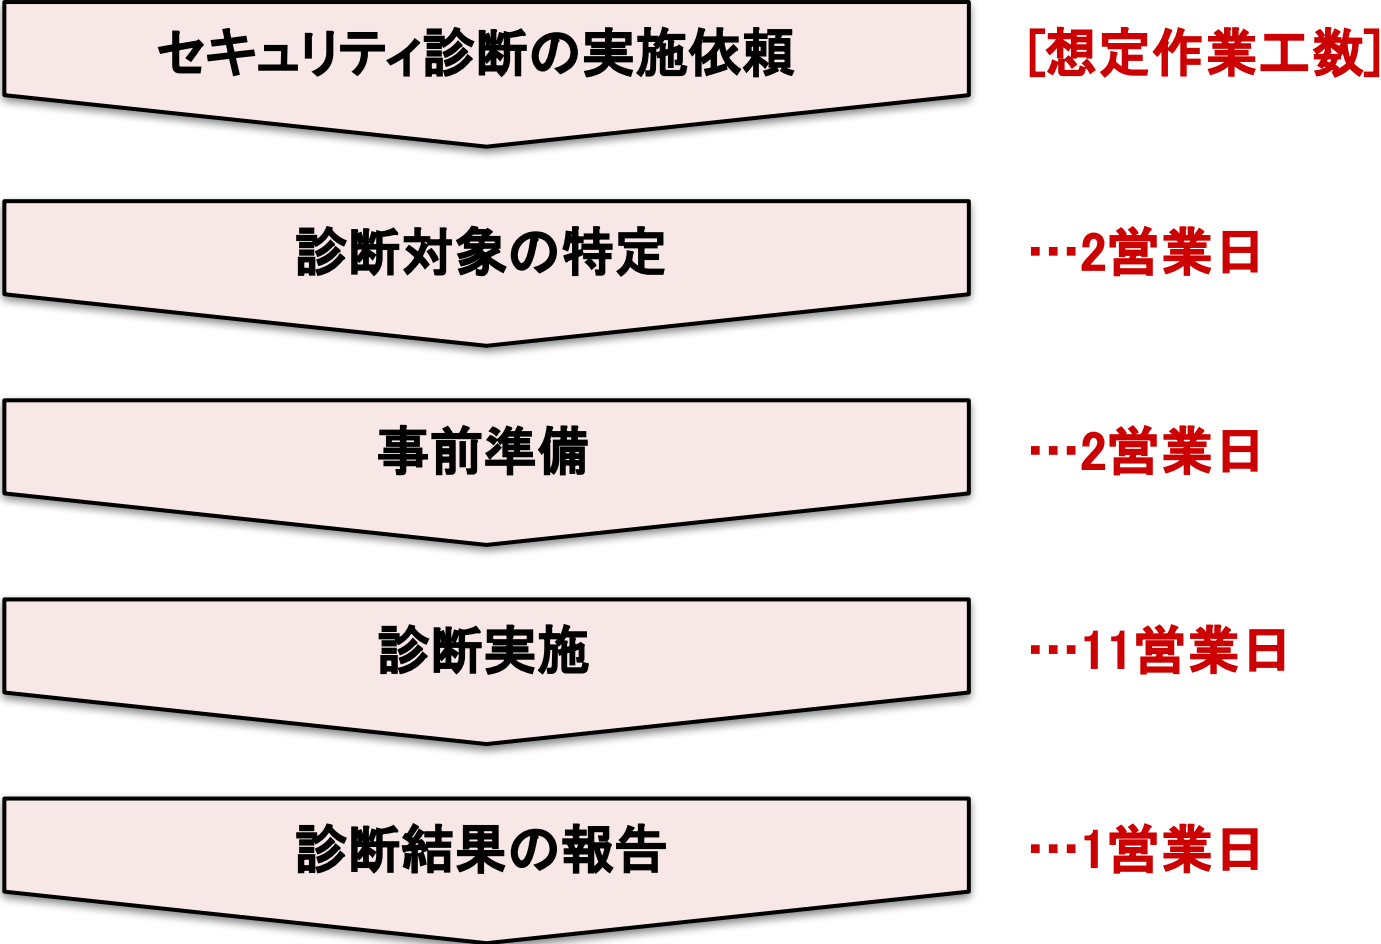 セキュリティ診断の実施依頼 [想定作業工数]
診断対象の特定 …2営業日
事前準備 …2営業日
診断実施 …11営業日
診断結果の報告 …1営業日